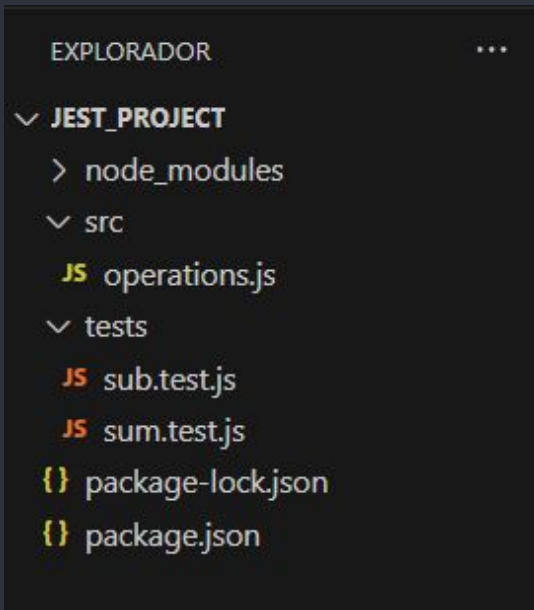 EXPLORADOR ...
JEST_PROJECT
node_modules
src
JS operations.js
tests
JS sub.test.js
JS sum.test.js
{} package-lock.json
{} package.json